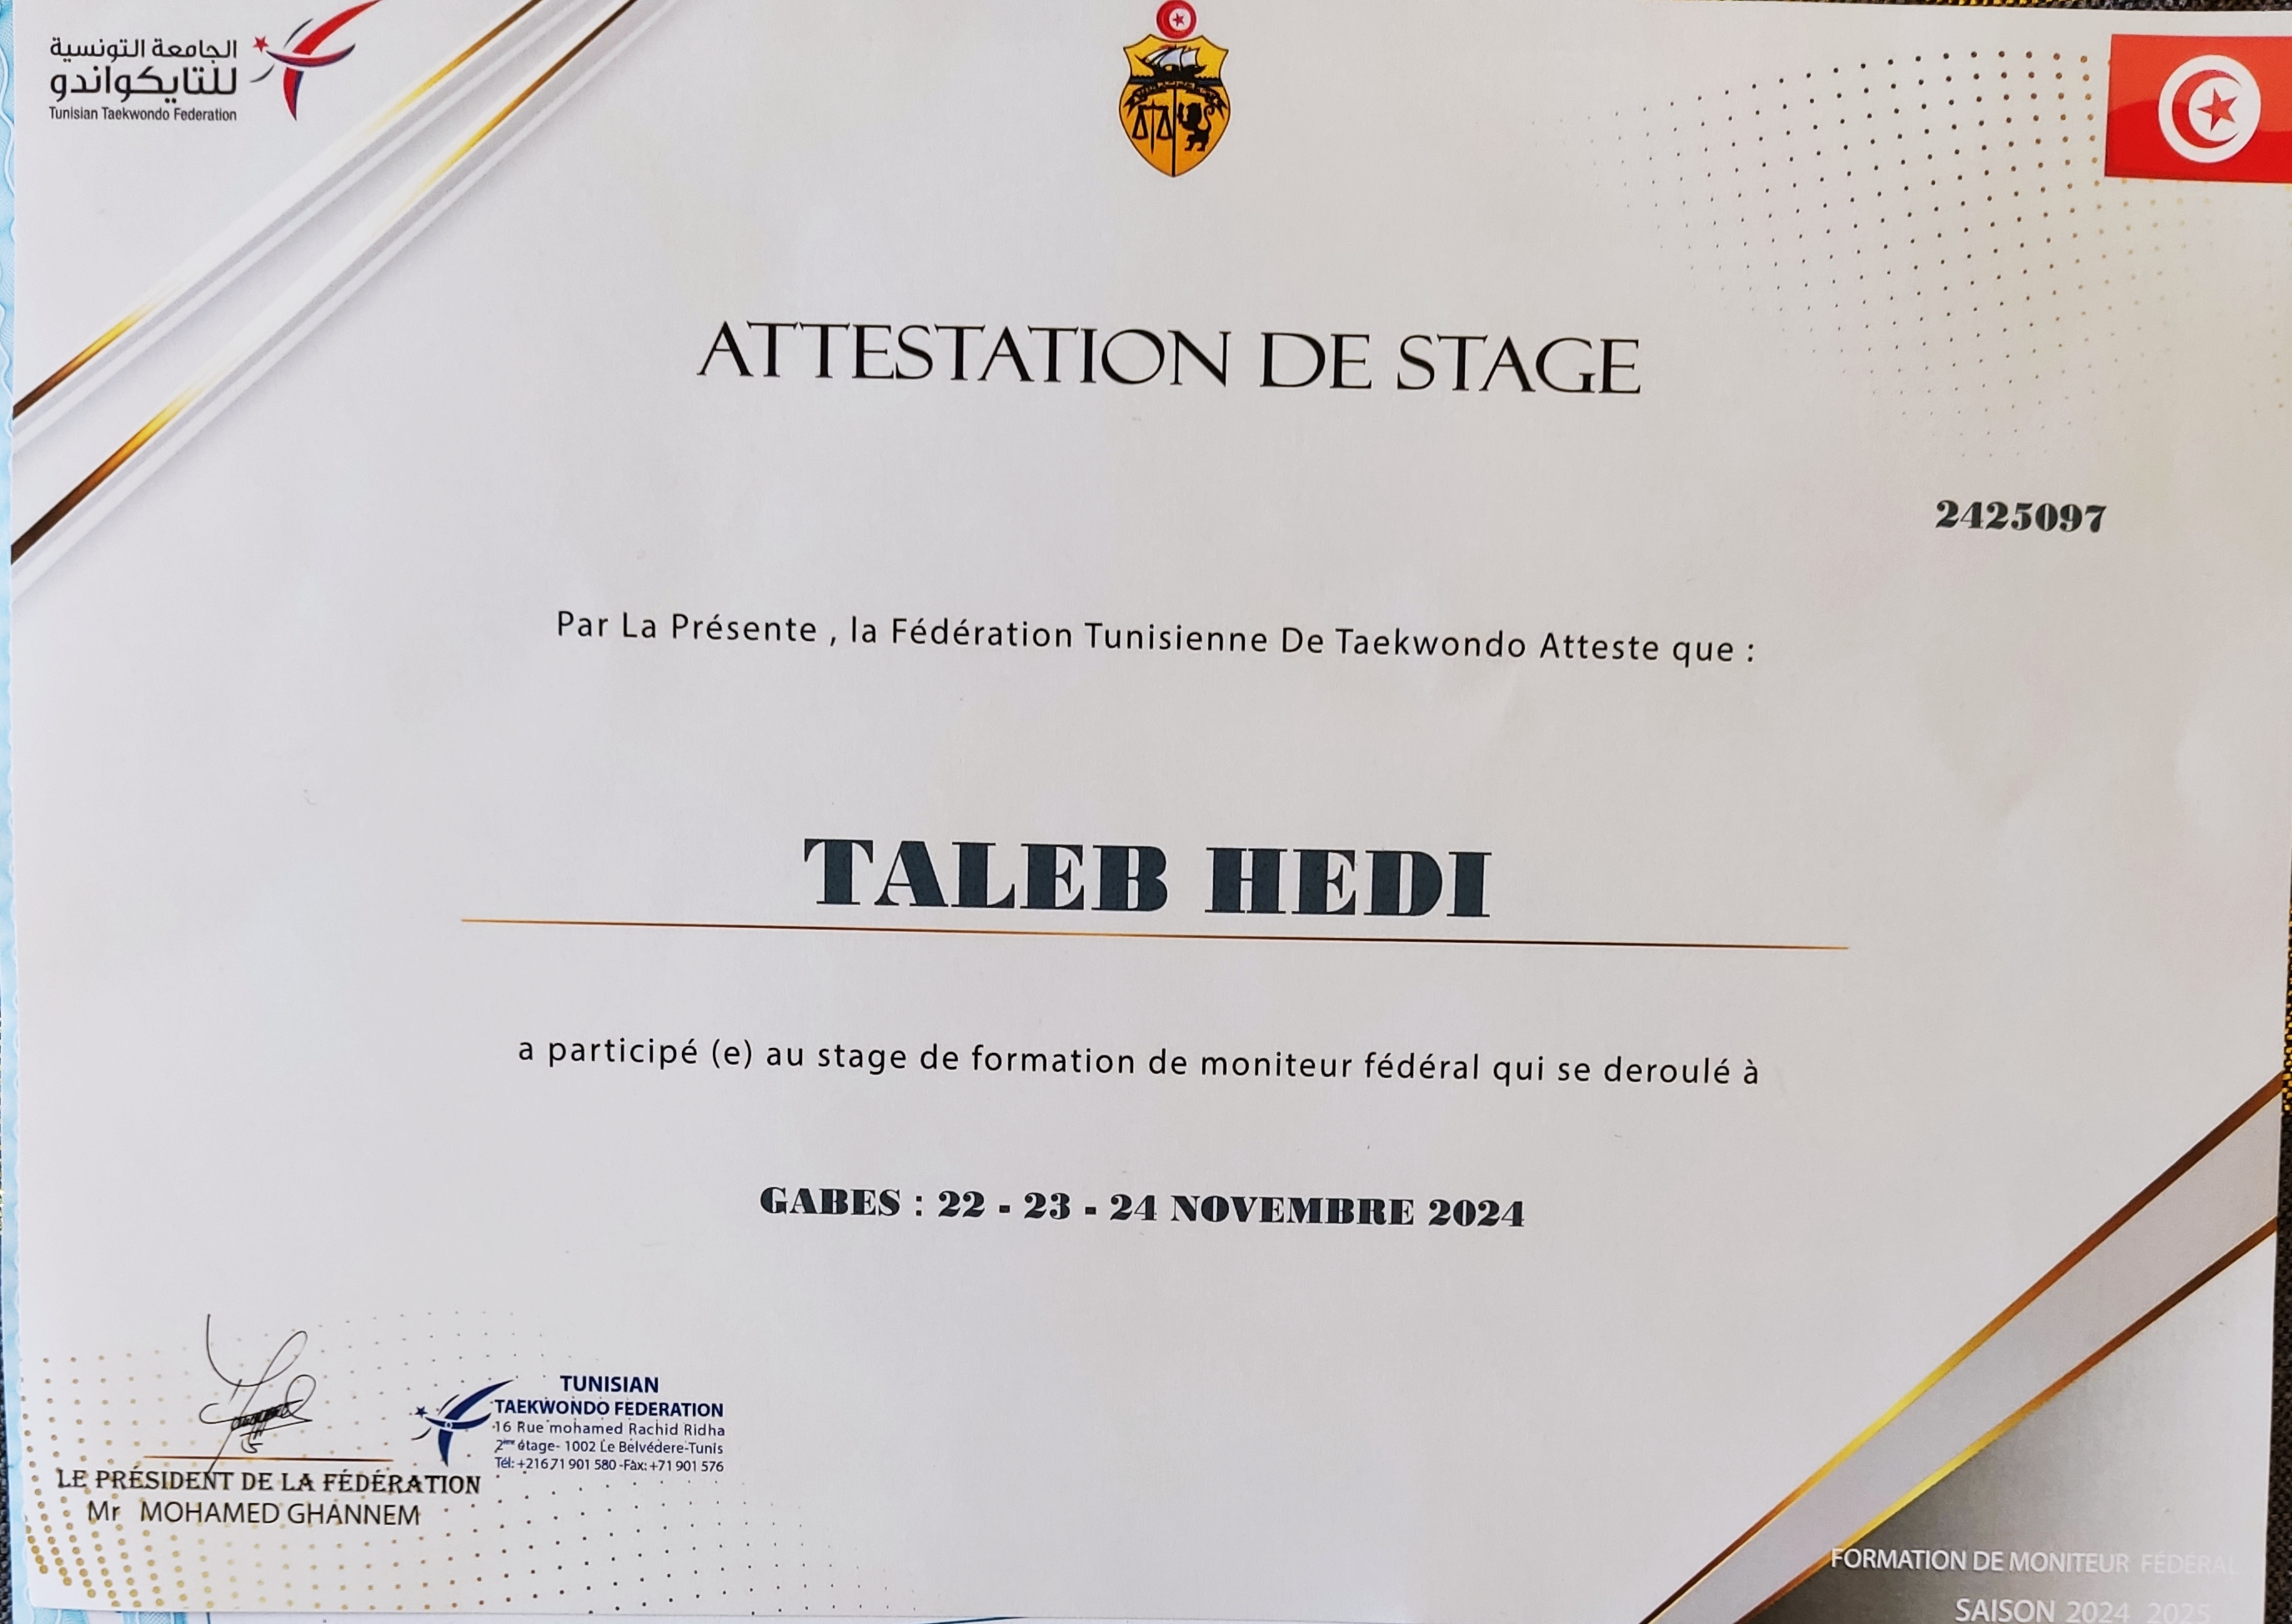 الجامعة التونسية
للتايكواندو
Tunisian Taekwondo Federation
ATTESTATION DE STAGE
2425097
Par La Présente , la Fédération Tunisienne De Taekwondo Atteste que :
TALEB HEDI
a participé (e) au stage de formation de moniteur fédéral qui se deroulé à
GABES : 22 - 23 - 24 NOVEMBRE 2024
TUNISIAN
TAEKWONDO FEDERATION
16 Rue mohamed Rachid Ridha
2ème étage- 1002 Le Belvédere-Tunis
Tél: +216 71 901 580 -Fax: +71 901 576
LE PRÉSIDENT DE LA FÉDÉRATION
Mr MOHAMED GHANNEM
FORMATION DE MONITEUR FÉDÉRAL
SAISON 2024 2025